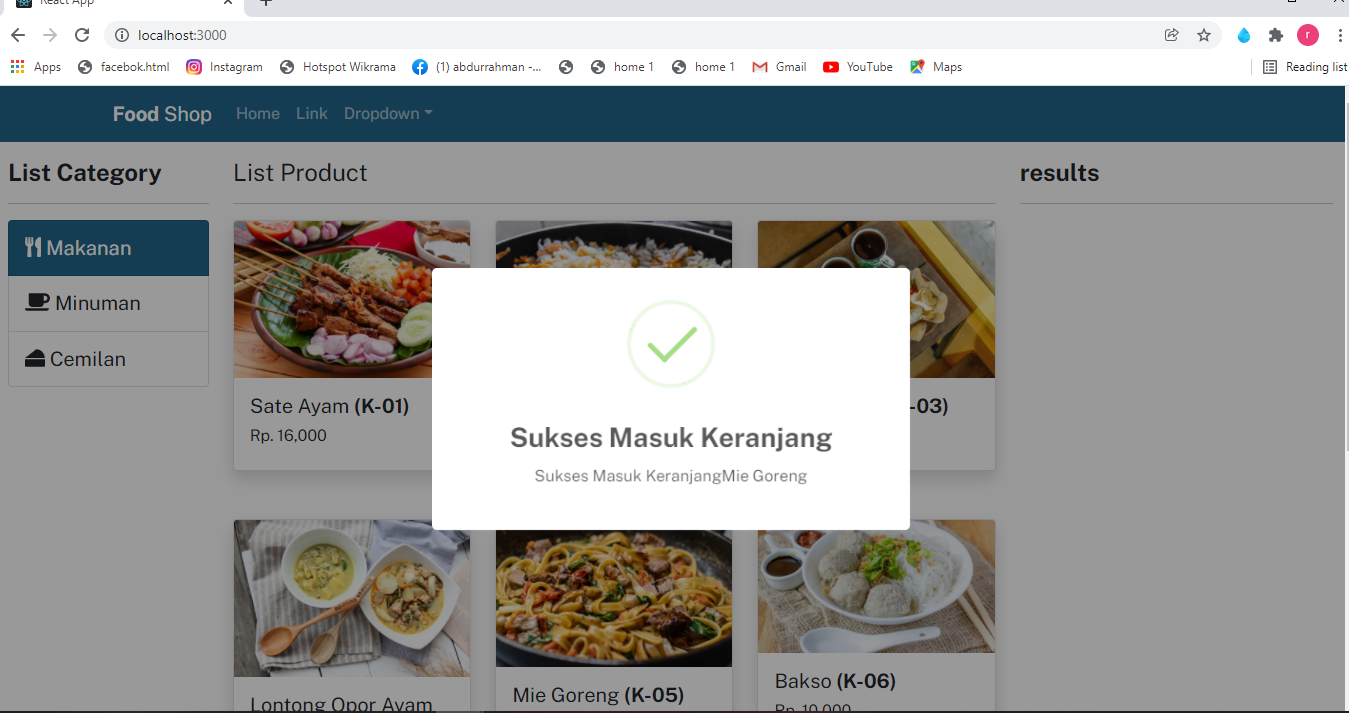 React App
localhost:3000
r
Apps facebok.html Instagram Hotspot Wikrama (1) abdurrahman -... home 1 home 1 Gmail YouTube Maps Reading list
Food Shop Home Link Dropdown
List Category List Product results
Makanan
Minuman
Cemilan
Sate Ayam (K-01)
Rp. 16,000
-03)
Sukses Masuk Keranjang
Sukses Masuk KeranjangMie Goreng
Lontong Opor Ayam
Mie Goreng (K-05)
Bakso (K-06)
Rp. 10,000